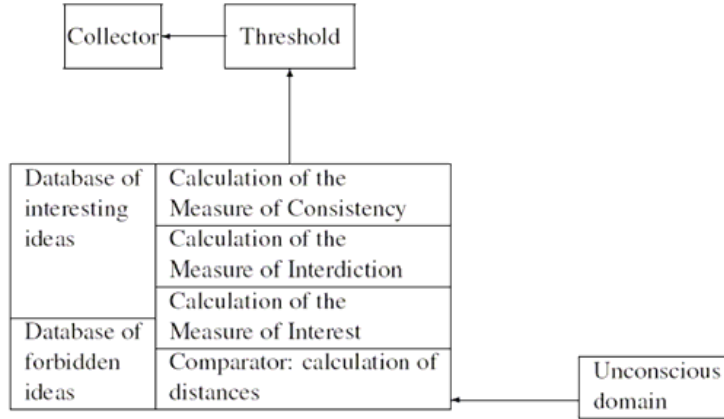 Collector
Threshold
Database of
interesting
ideas
Calculation of the
Measure of Consistency
Calculation of the
Measure of Interdiction
Calculation of the
Measure of Interest
Database of
forbidden
ideas
Comparator: calculation of
distances
Unconscious
domain